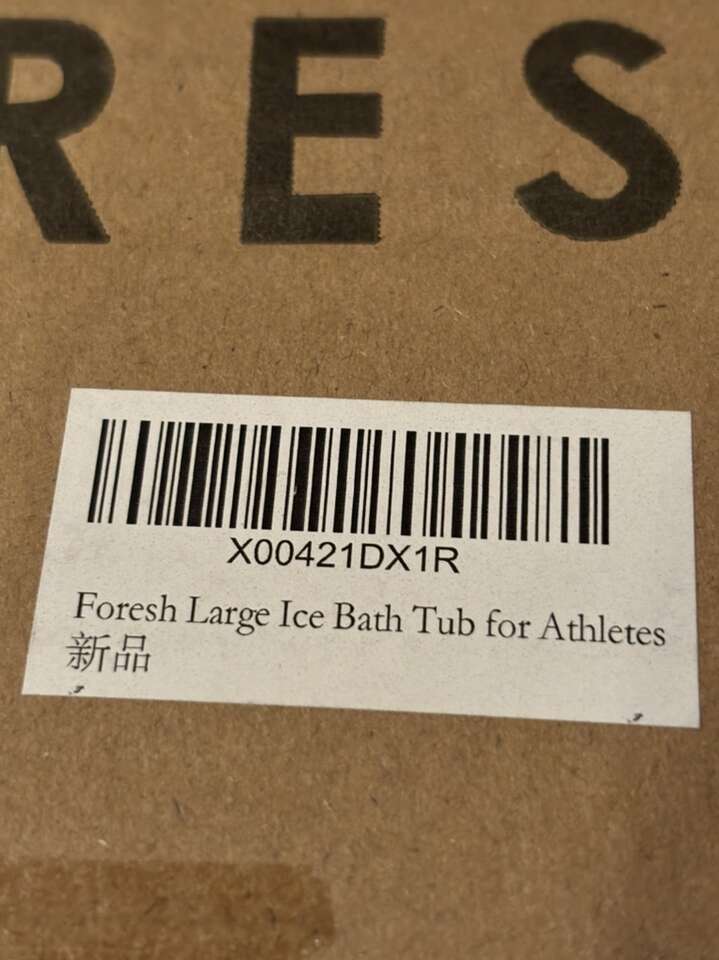 RES
X00421DX1R
Foresh Large Ice Bath Tub for Athletes
新品